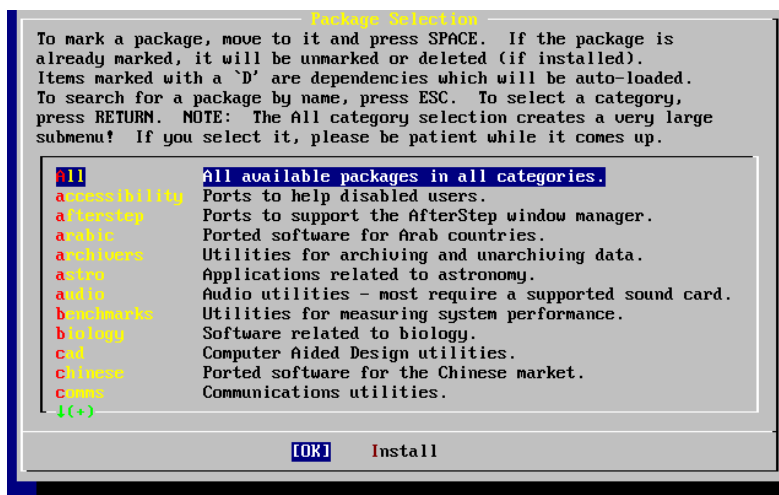 Package Selection
To mark a package, move to it and press SPACE.  If the package is
already marked, it will be unmarked or deleted (if installed).
Items marked with a `D' are dependencies which will be auto-loaded.
To search for a package by name, press ESC.  To select a category,
press RETURN.  NOTE:  The All category selection creates a very large
submenu!  If you select it, please be patient while it comes up.
All All available packages in all categories.
accessibility Ports to help disabled users.
afterstep Ports to support the AfterStep window manager.
arabic Ported software for Arab countries.
archivers Utilities for archiving and unarchiving data.
astro Applications related to astronomy.
audio Audio utilities - most require a supported sound card.
benchmarks Utilities for measuring system performance.
biology Software related to biology.
cad Computer Aided Design utilities.
chinese Ported software for the Chinese market.
comms Communications utilities.
↓(+)
[OK] Install